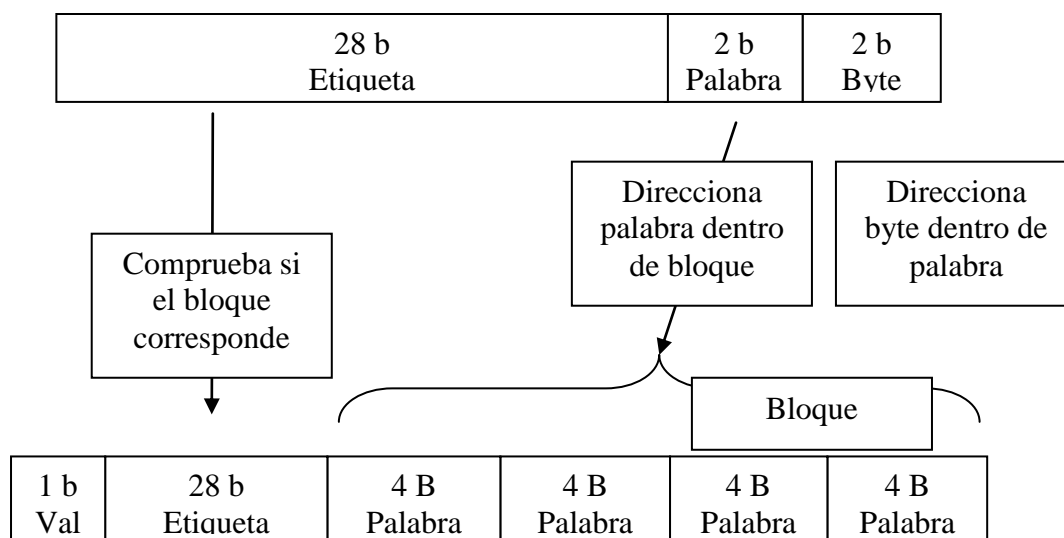 28 b
Etiqueta
2 b
Palabra
2 b
Byte
Comprueba si
el bloque
corresponde
Direcciona
palabra dentro
de bloque
Direcciona
byte dentro de
palabra
Bloque
1 b
Val
28 b
Etiqueta
4 B
Palabra
4 B
Palabra
4 B
Palabra
4 B
Palabra